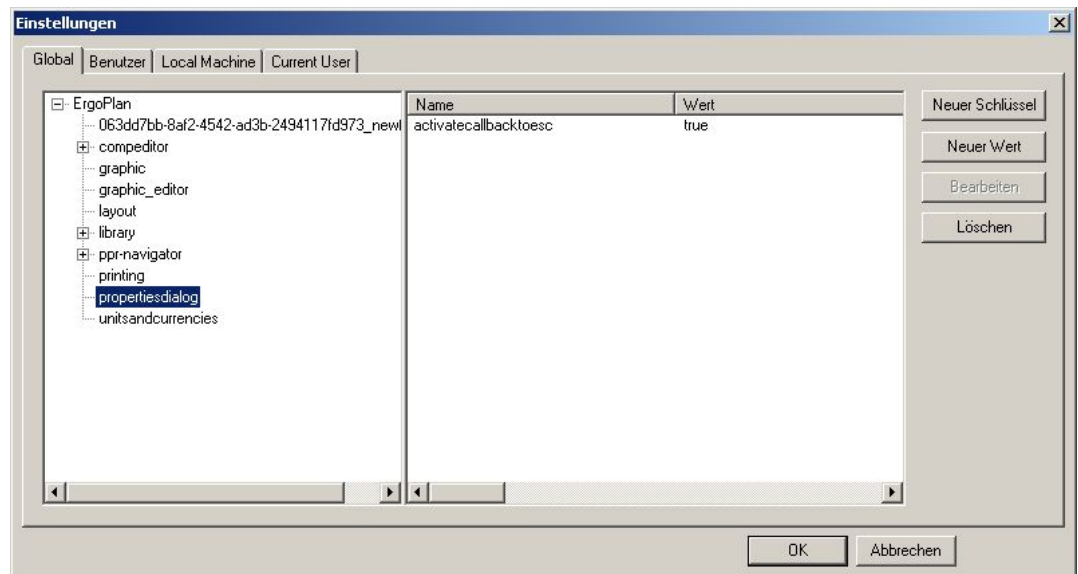 Einstellungen
Global Benutzer Local Machine Current User
ErgoPlan
063dd7bb-8af2-4542-ad3b-2494117fd973_newl
compeditor
graphic
graphic_editor
layout
library
ppr-navigator
printing
propertiesdialog
unitsandcurrencies
Name Wert
activatecallbacktoesc true
Neuer Schlüssel
Neuer Wert
Bearbeiten
Löschen
OK Abbrechen